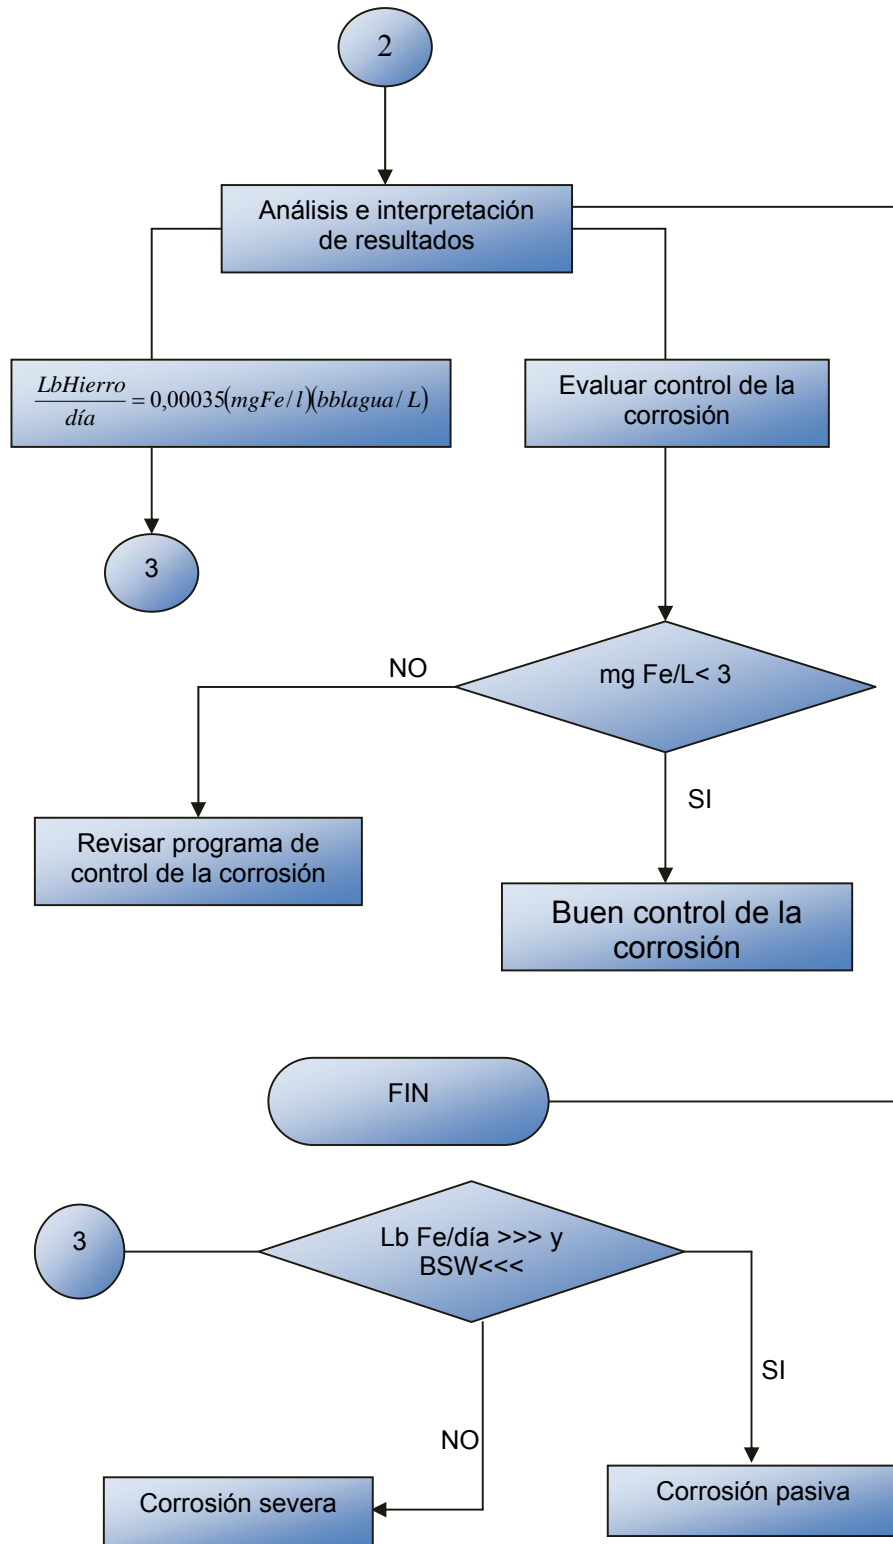 2
Análisis e interpretación
de resultados
LbHierro
día
= 0,00035(mgFe/l)(bblagua/L)
Evaluar control de la
corrosión
3
NO
mg Fe/L< 3
SI
Revisar programa de
control de la corrosión
Buen control de la
corrosión
FIN
3
Lb Fe/día >>> y
BSW<<<
SI
NO
Corrosión severa
Corrosión pasiva